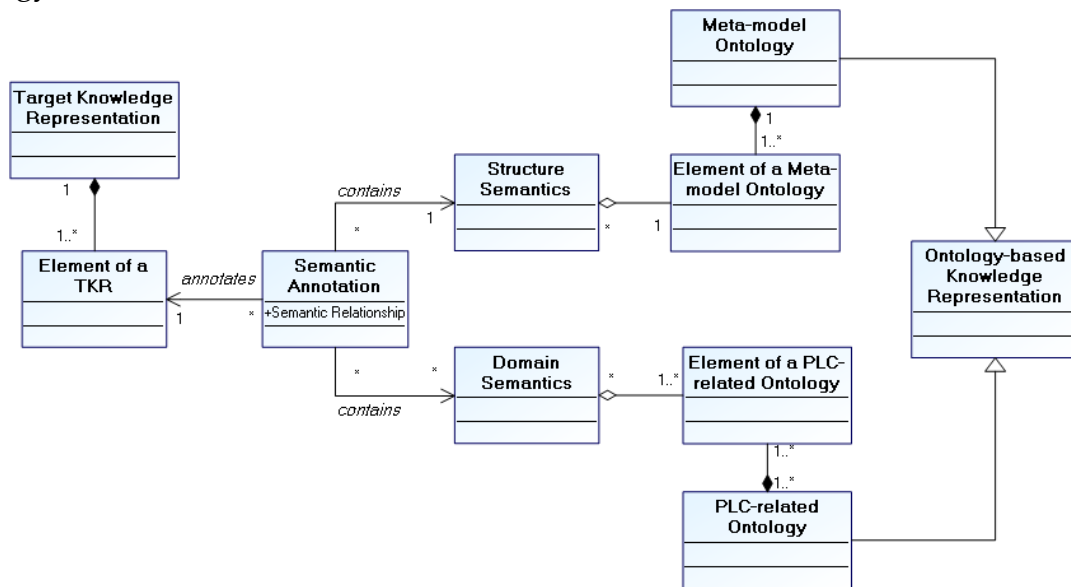 gy
Meta-model
Ontology
Target Knowledge
Representation
1
1..*
1
1..*
Structure
Semantics
Element of a Meta-
model Ontology
contains
1
*
*
1
Element of a
TKR
annotates
1
*
Semantic
Annotation
+Semantic Relationship
Ontology-based
Knowledge
Representation
Domain
Semantics
Element of a PLC-
related Ontology
*
*
contains
*
1..*
1..*
1..*
PLC-related
Ontology